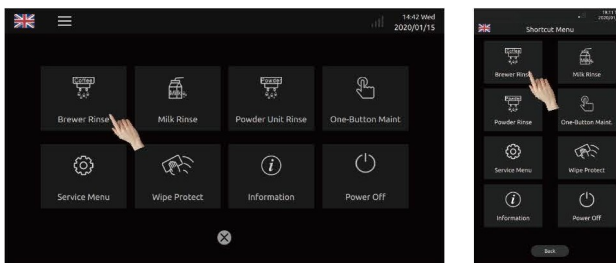 14:42 Wed
2020/01/15
Coffee
Milk
Powder
Brewer Rinse
Milk Rinse
Powder Unit Rinse
One-Button Maint
Service Menu
Wipe Protect
Information
Power Off
Shortcut Menu
Coffee
Brewer Rinse
Milk Rinse
Powder
Powder Rinse
One-Button Maint.
Service Menu
Wipe Protect
Information
Power Off
Back